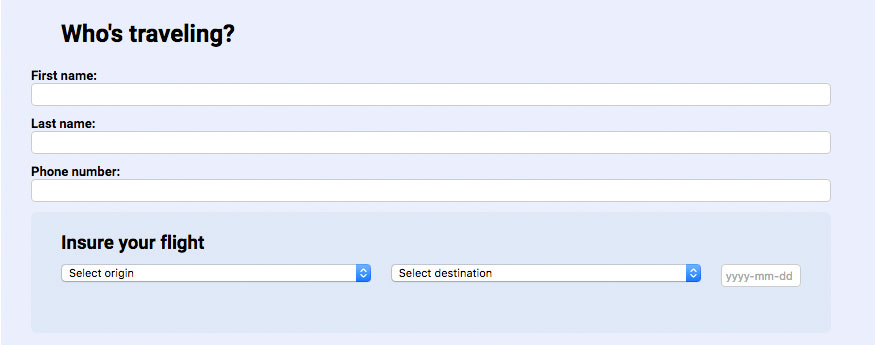 Who's traveling?
First name:
Last name:
Phone number:
Insure your flight
Select origin Select destination yyyy-mm-dd